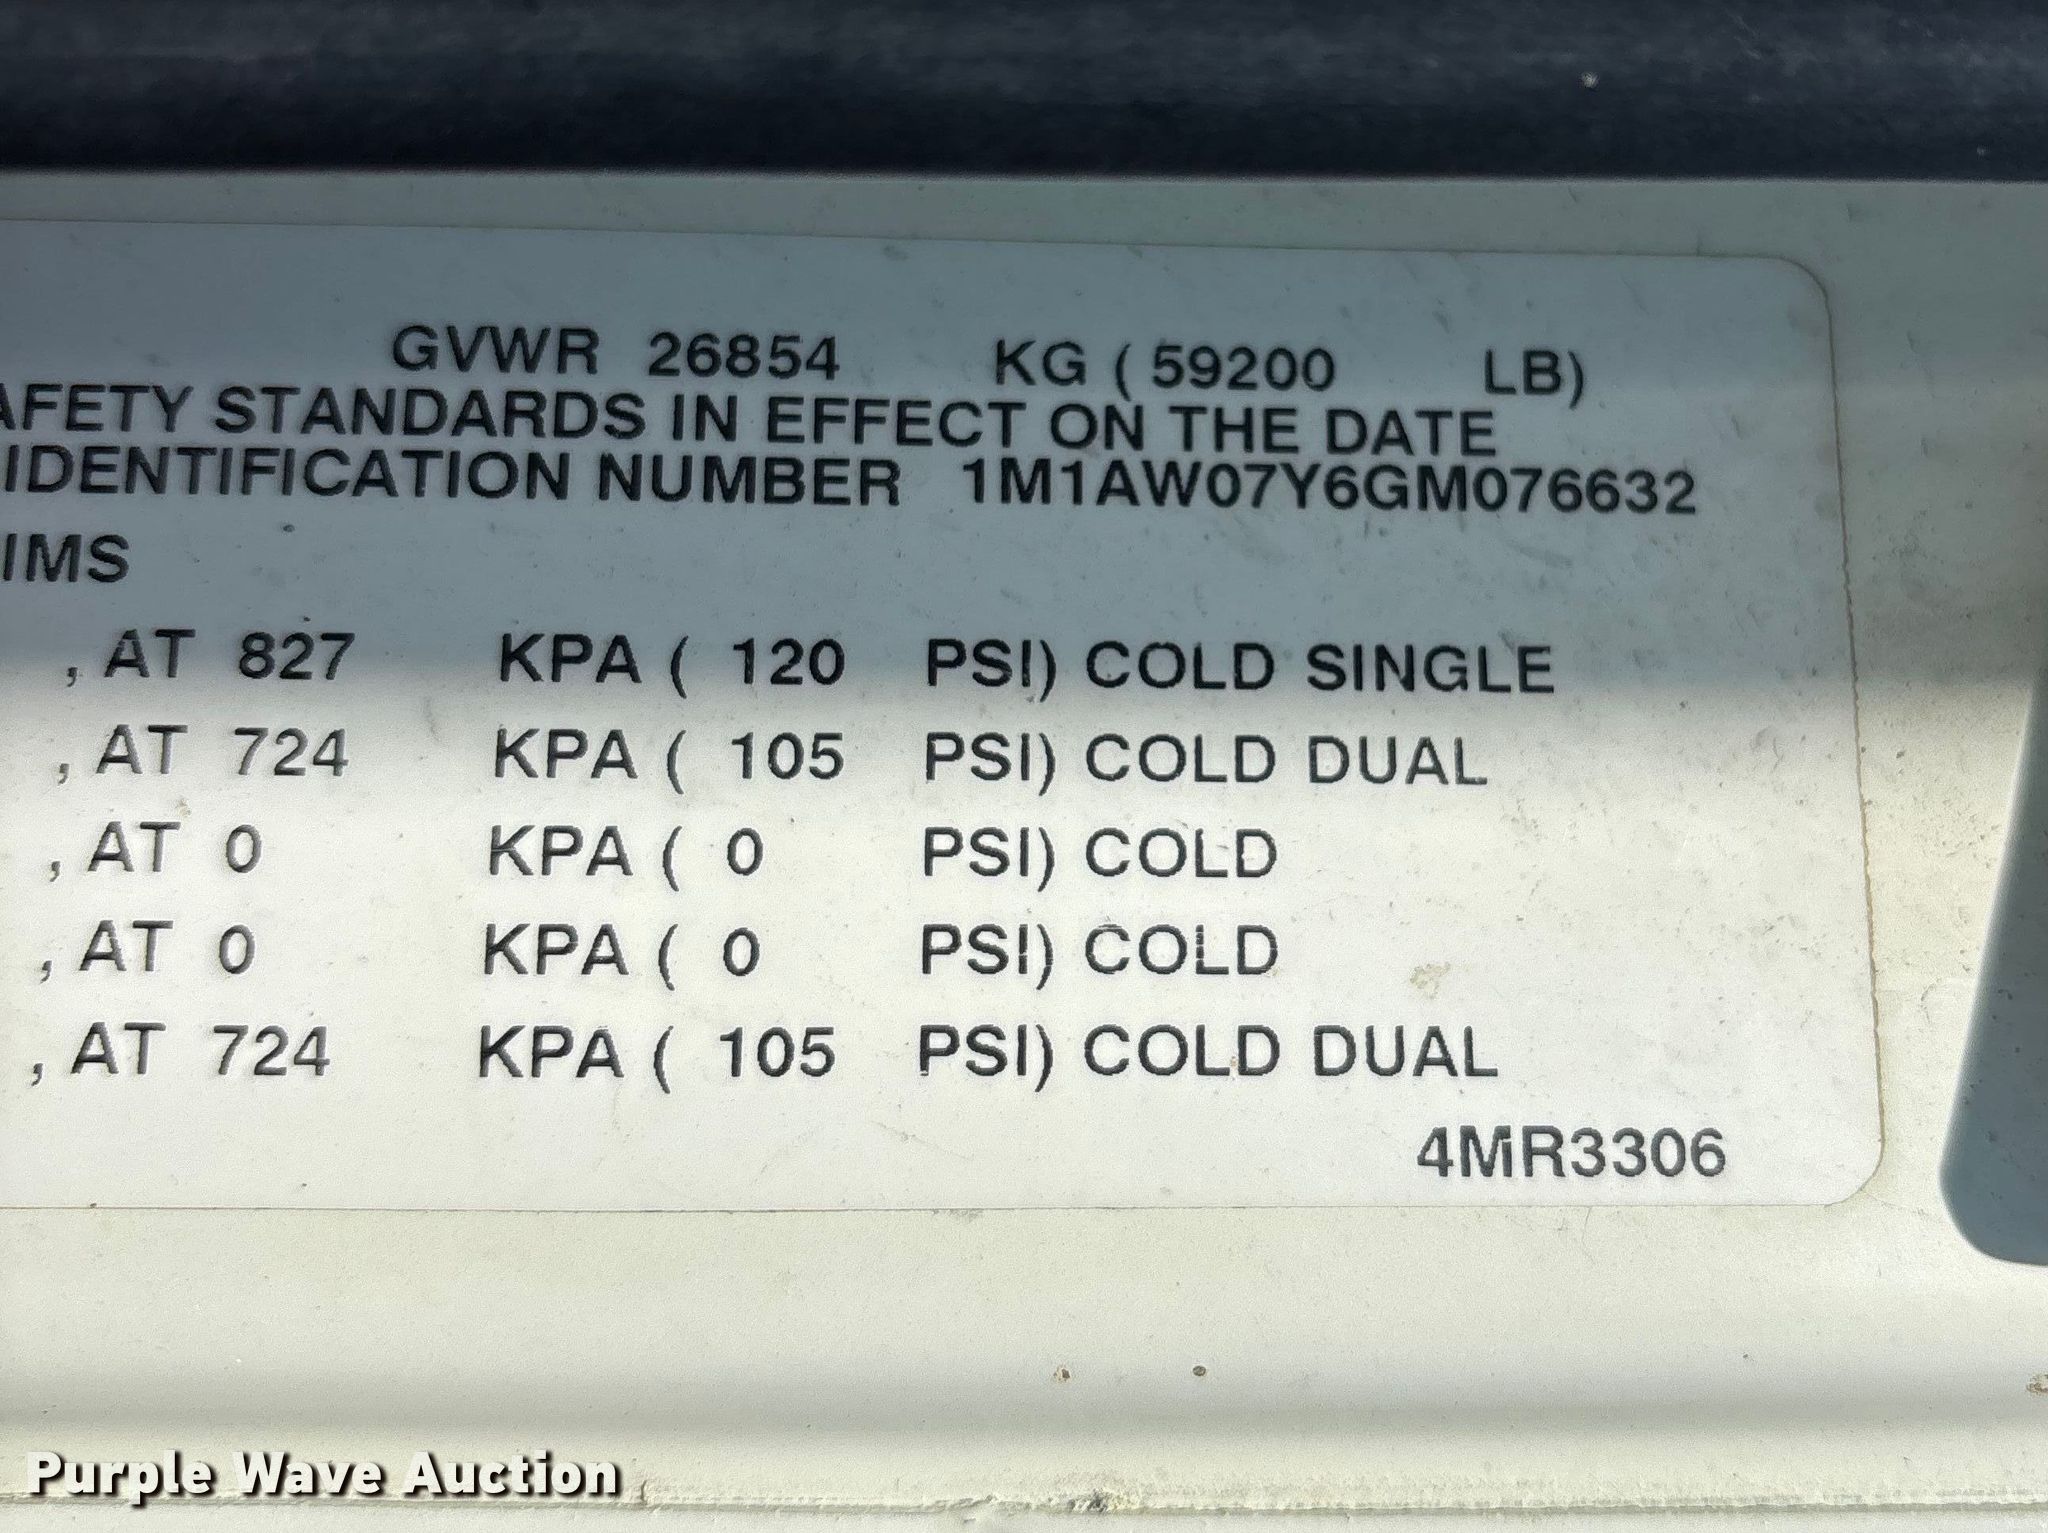 GVWR 26854 KG ( 59200 LB)
AFETY STANDARDS IN EFFECT ON THE DATE
IDENTIFICATION NUMBER 1M1AW07Y6GM076632
IMS
, AT 827 KPA ( 120 PSI) COLD SINGLE
, AT 724 KPA ( 105 PSI) COLD DUAL
, AT 0 KPA ( 0 PSI) COLD
, AT 0 KPA ( 0 PSI) COLD
, AT 724 KPA ( 105 PSI) COLD DUAL
4MR3306
Purple Wave Auction